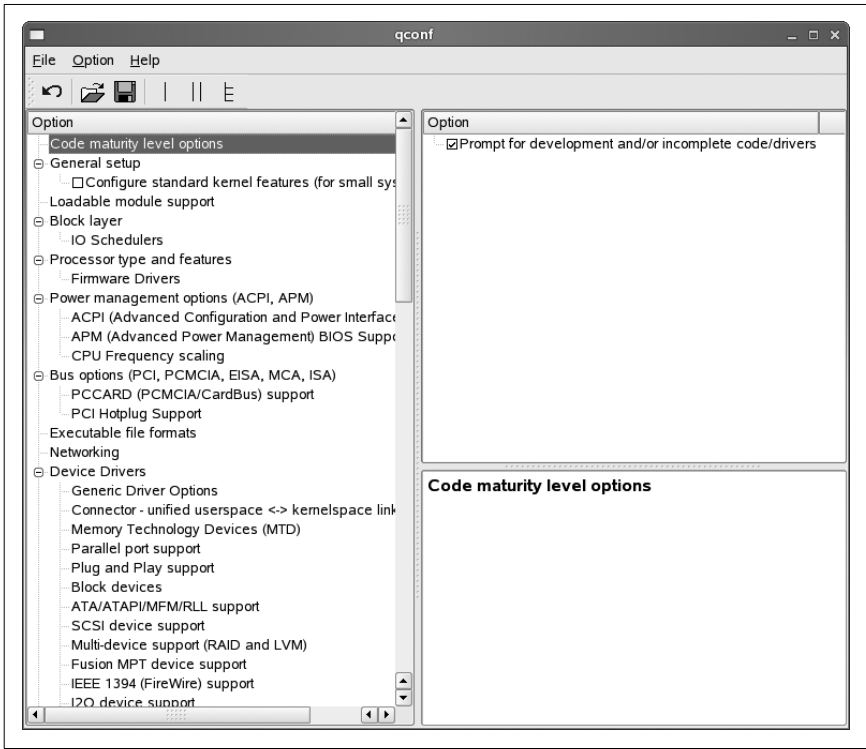 qconf
File Option Help
Option
Code maturity level options
General setup
Configure standard kernel features (for small sys
Loadable module support
Block layer
IO Schedulers
Processor type and features
Firmware Drivers
Power management options (ACPI, APM)
ACPI (Advanced Configuration and Power Interface
APM (Advanced Power Management) BIOS Suppo
CPU Frequency scaling
Bus options (PCI, PCMCIA, EISA, MCA, ISA)
PCCARD (PCMCIA/CardBus) support
PCI Hotplug Support
Executable file formats
Networking
Device Drivers
Generic Driver Options
Connector - unified userspace <-> kernelspace link
Memory Technology Devices (MTD)
Parallel port support
Plug and Play support
Block devices
ATA/ATAPI/MFM/RLL support
SCSI device support
Multi-device support (RAID and LVM)
Fusion MPT device support
IEEE 1394 (FireWire) support
I2O device support
Option
Prompt for development and/or incomplete code/drivers
Code maturity level options